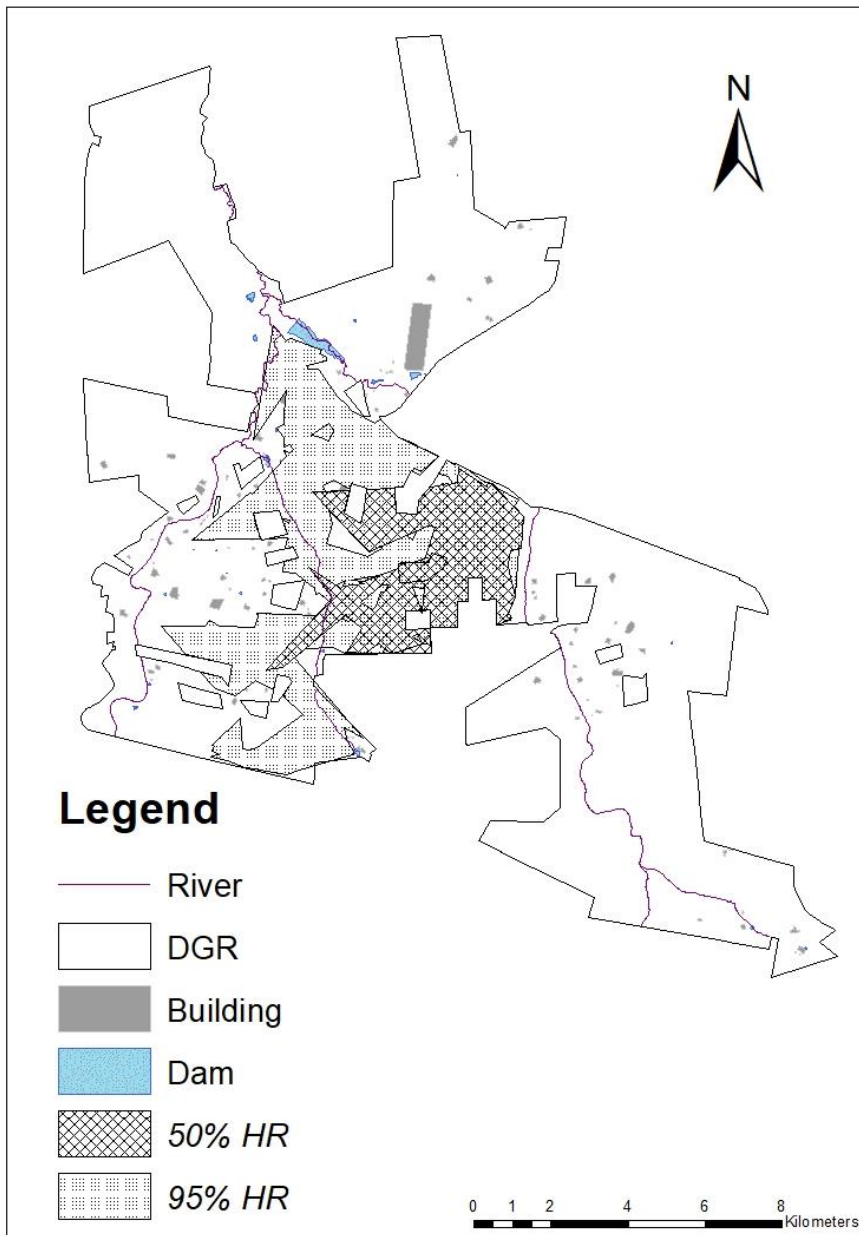 N
Legend
River
DGR
Building
Dam
50% HR
95% HR
0 1 2 4 6 8
Kilometers